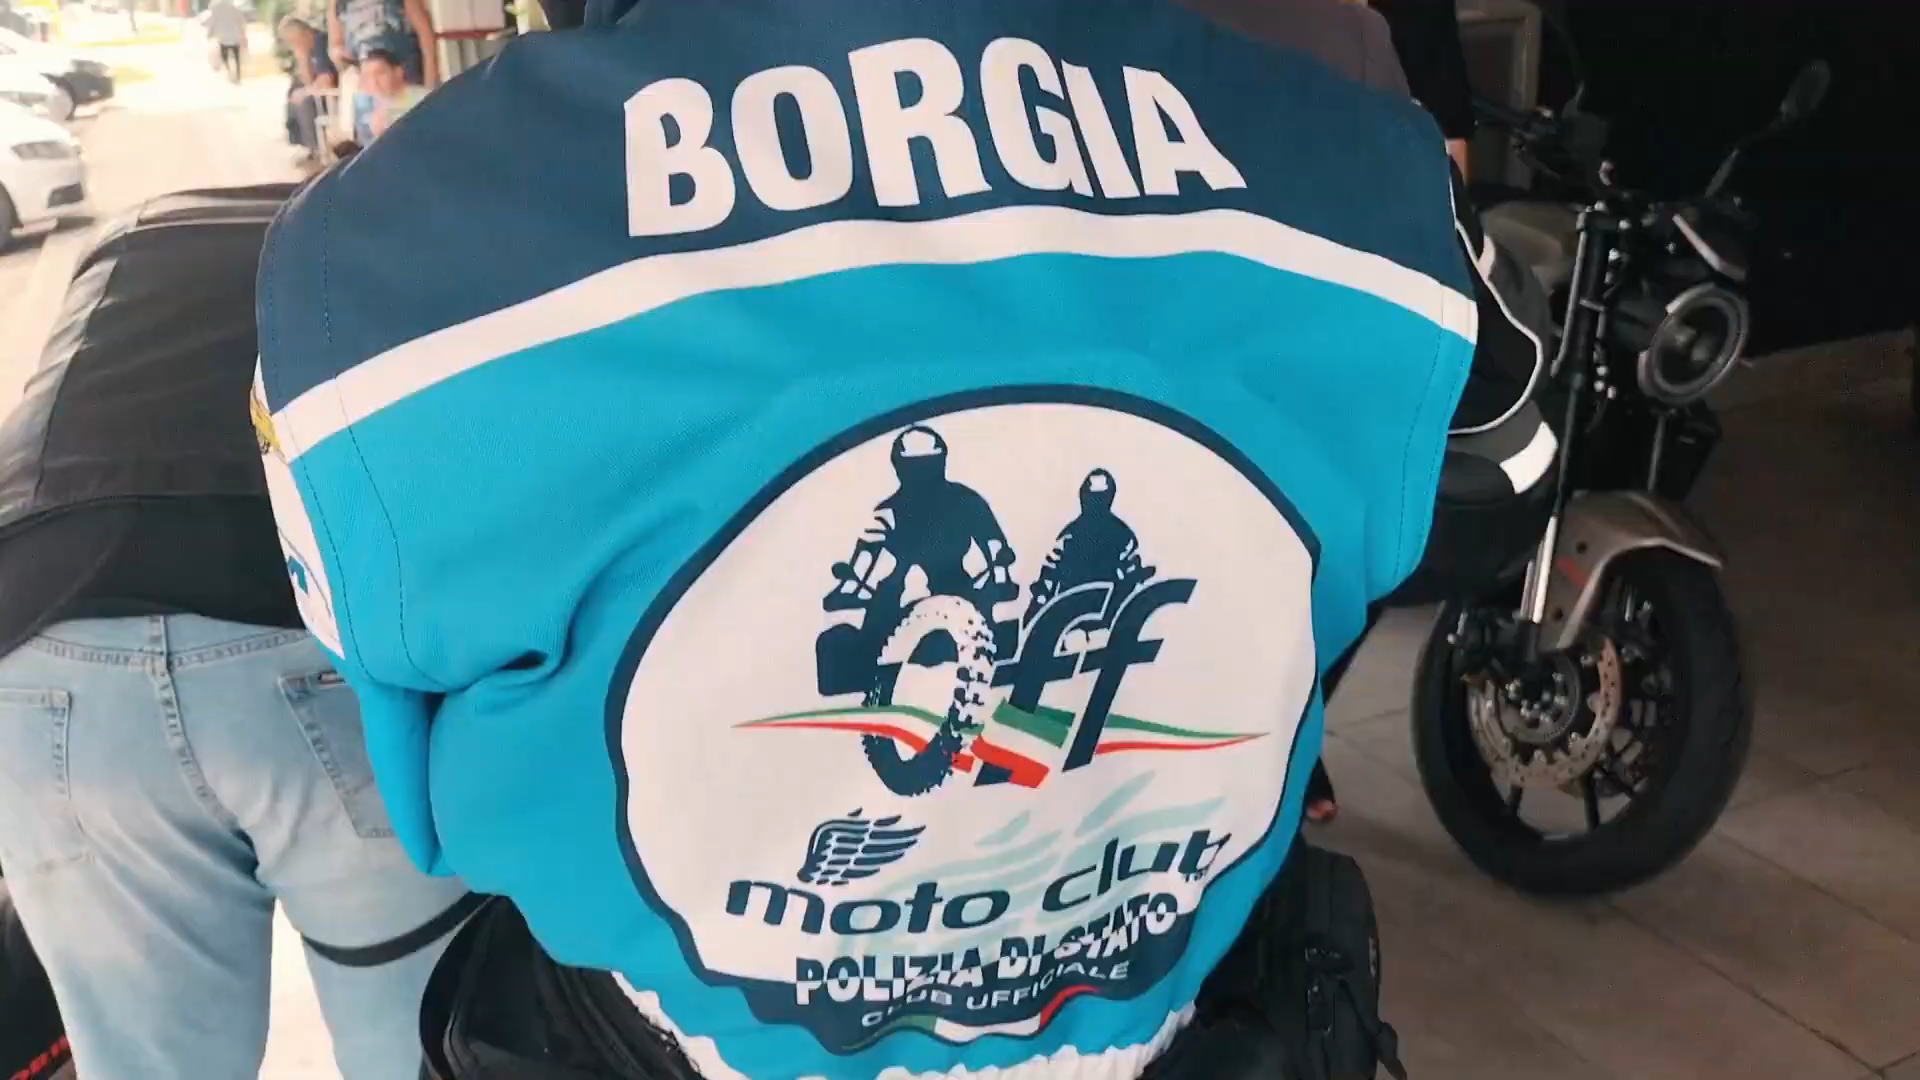 BORGIA
Off
moto club
POLIZIA DI STATO
CLUB UFFICIALE